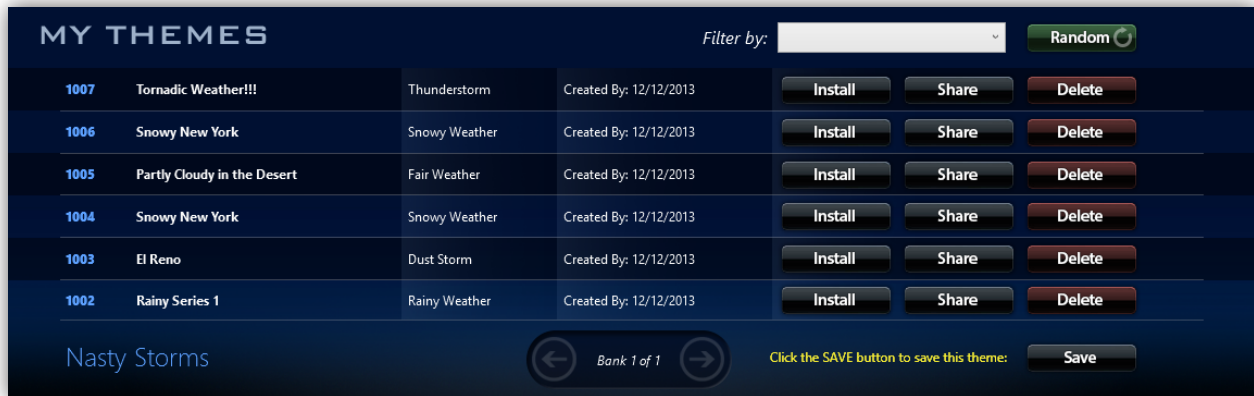 MY THEMES Filter by: Random
1007 Tornadic Weather!!! Thunderstorm Created By: 12/12/2013 Install Share Delete
1006 Snowy New York Snowy Weather Created By: 12/12/2013 Install Share Delete
1005 Partly Cloudy in the Desert Fair Weather Created By: 12/12/2013 Install Share Delete
1004 Snowy New York Snowy Weather Created By: 12/12/2013 Install Share Delete
1003 El Reno Dust Storm Created By: 12/12/2013 Install Share Delete
1002 Rainy Series 1 Rainy Weather Created By: 12/12/2013 Install Share Delete
Nasty Storms Bank 1 of 1 Click the SAVE button to save this theme: Save